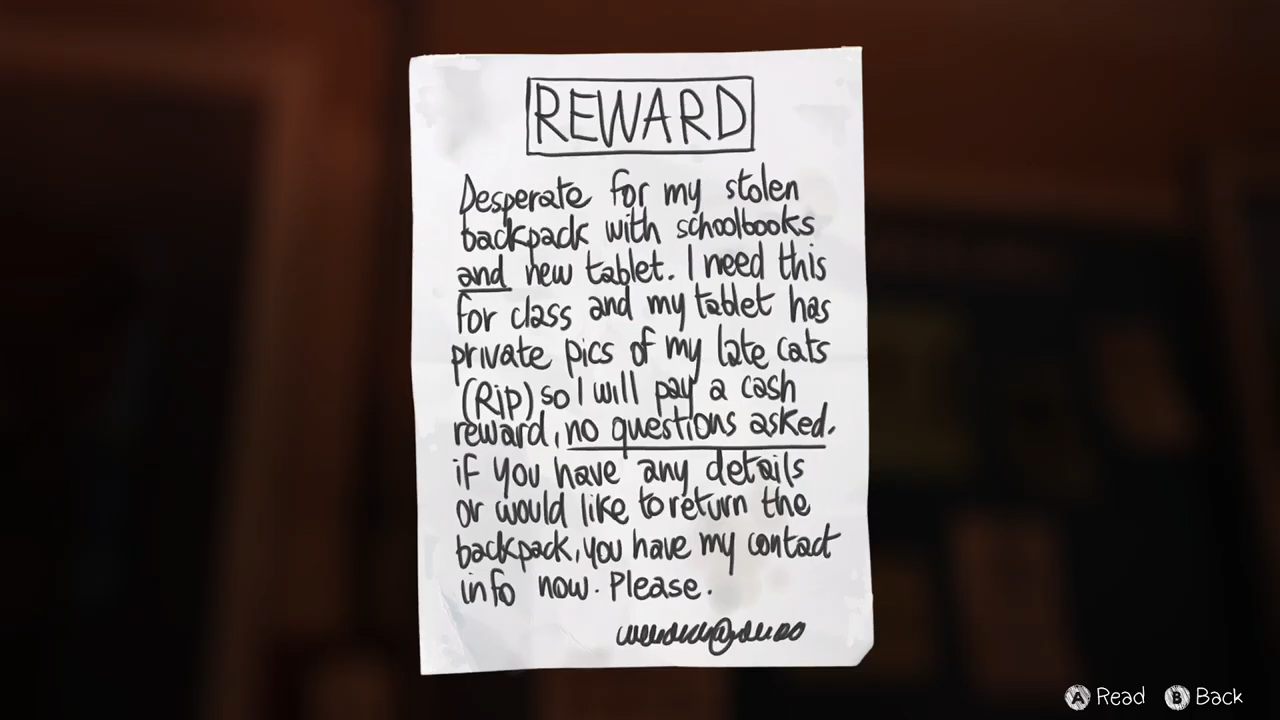 REWARD
Desperate for my stolen
backpack with schoolbooks
and new tablet. I need this
for class and my tablet has
private pics of my late cats
(Rip) so I will pay a cash
reward, no questions asked.
if you have any details
or would like to return the
backpack, you have my contact
info now. Please.
A Read B Back